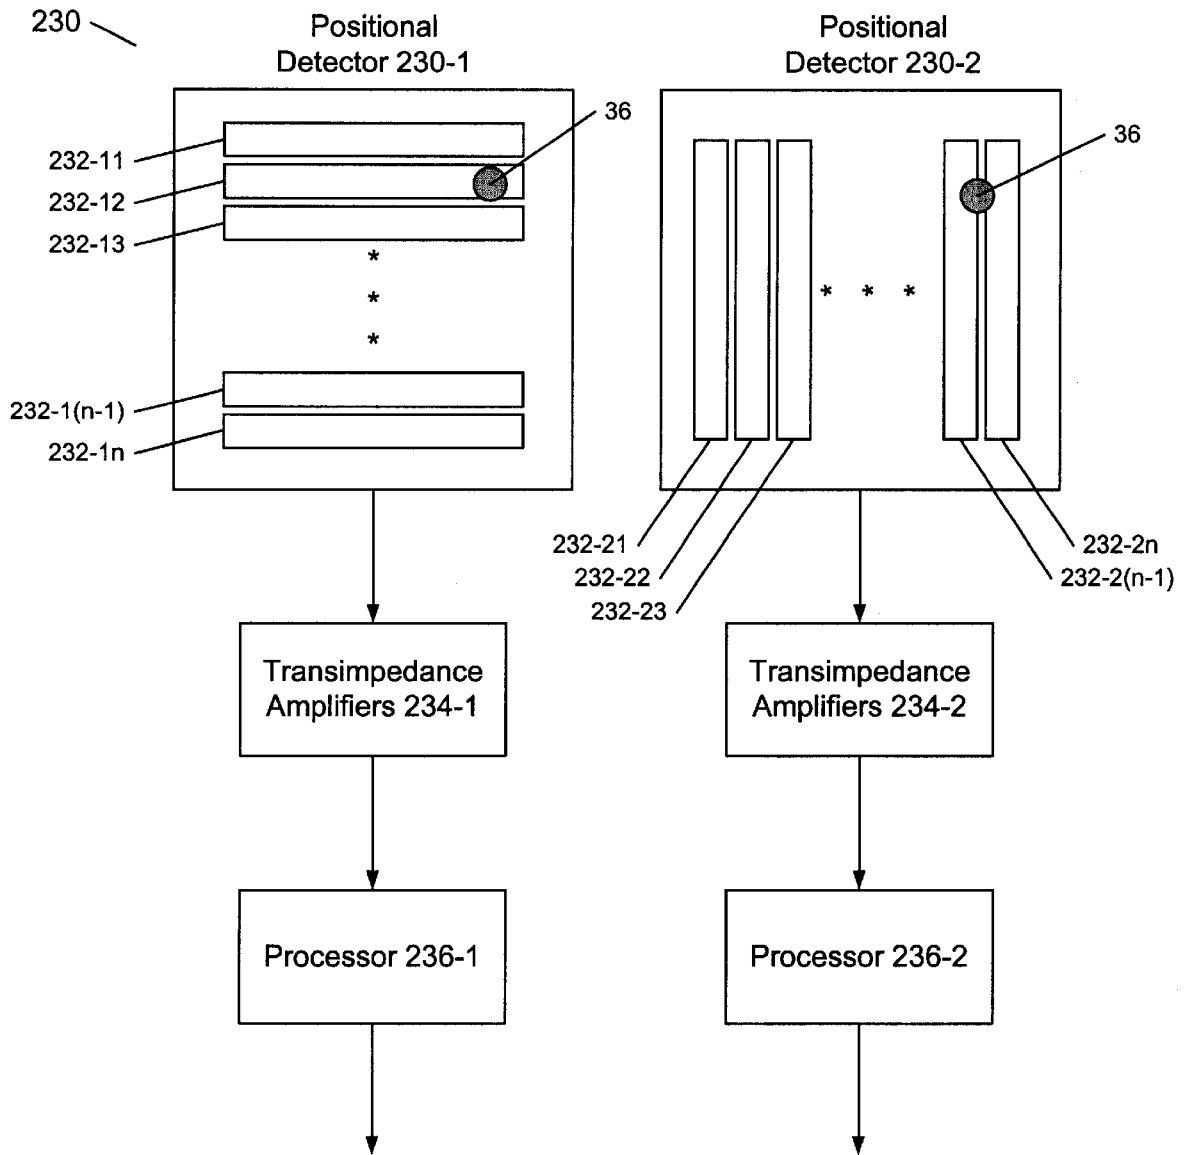 230
Positional
Detector 230-1
Positional
Detector 230-2
36
36
232-11
232-12
232-13
*
*
*
* * *
232-1(n-1)
232-1n
232-21
232-22
232-23
232-2n
232-2(n-1)
Transimpedance
Amplifiers 234-1
Transimpedance
Amplifiers 234-2
Processor 236-1
Processor 236-2